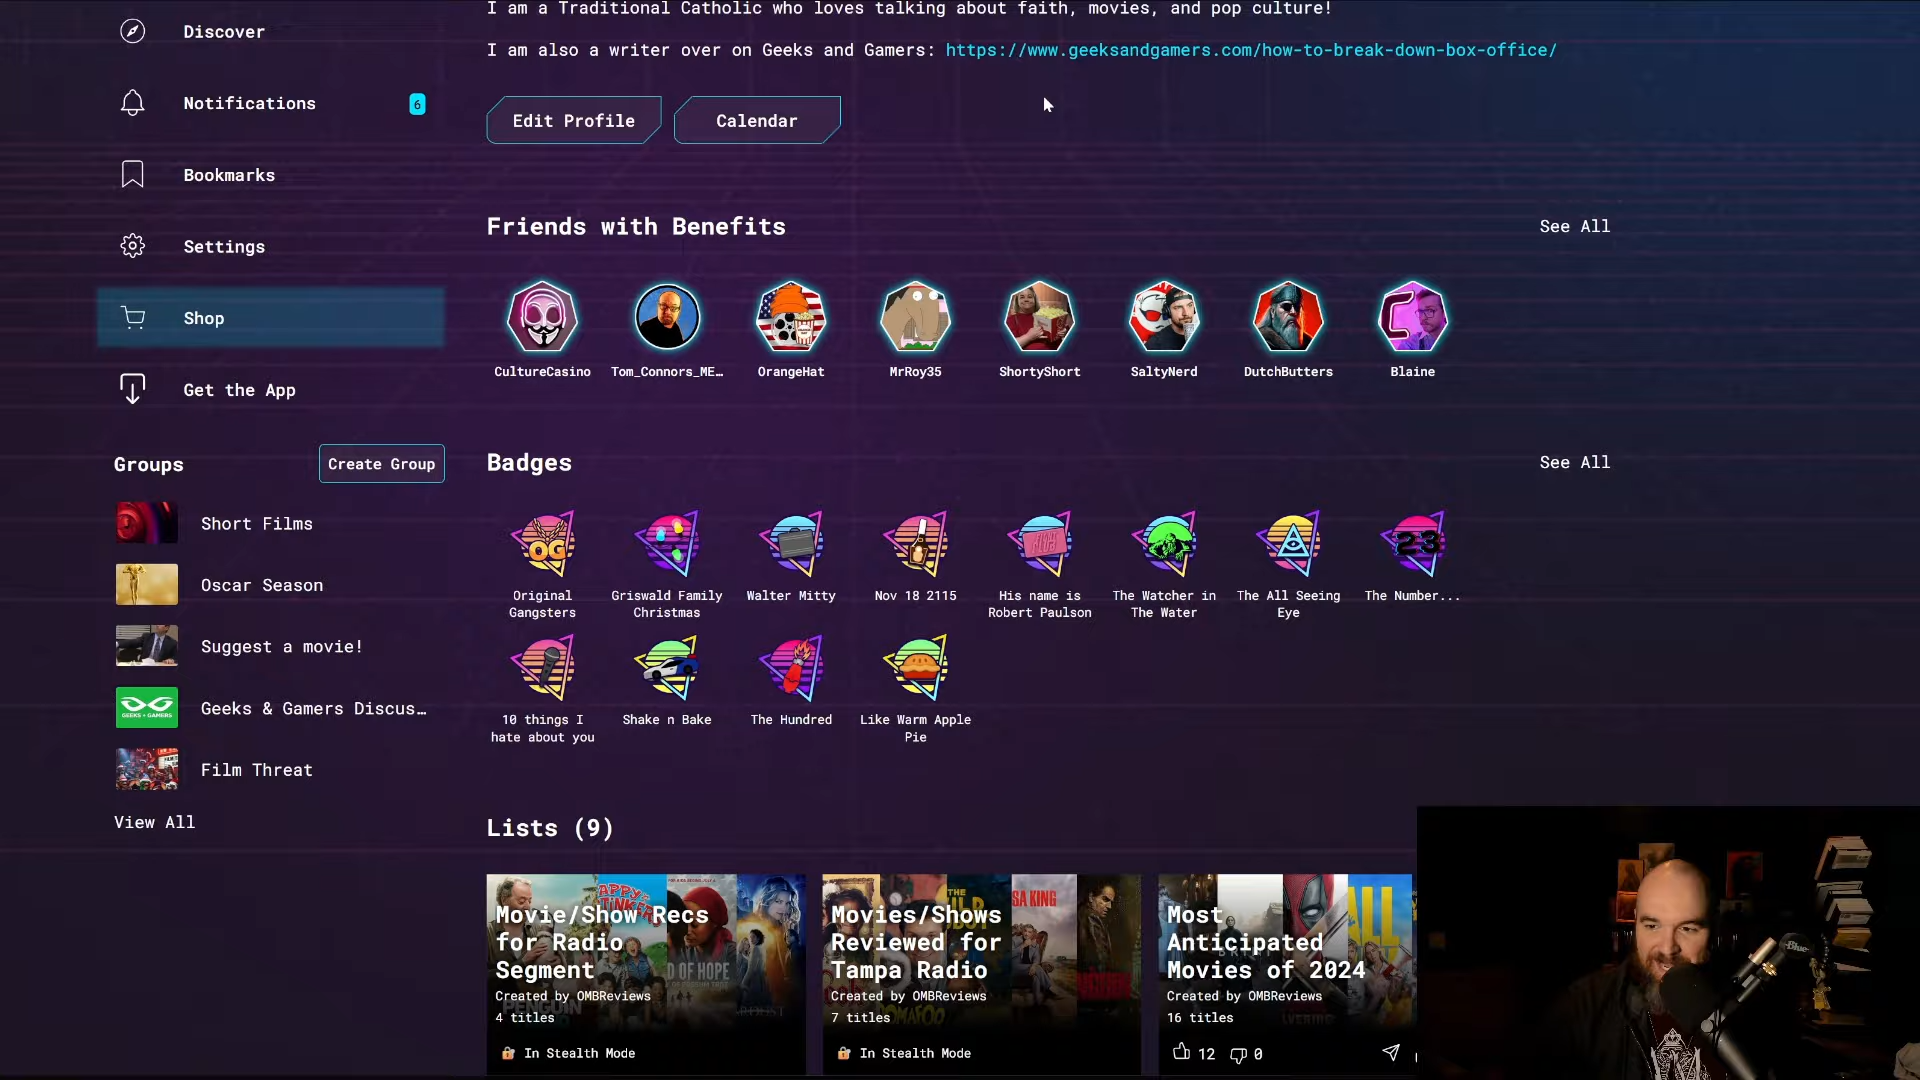 I am a Traditional Catholic who loves talking about faith, movies, and pop culture!
Discover
I am also a writer over on Geeks and Gamers: https://www.geeksandgamers.com/how-to-break-down-box-office/
Notifications 6
Edit Profile Calendar
Bookmarks
Friends with Benefits See All
Settings
Shop
CultureCasino Tom_Connors_ME… OrangeHat MrRoy35 ShortyShort SaltyNerd DutchButters Blaine
Get the App
Groups Create Group
Badges See All
Short Films
OG
23
Oscar Season
Original Gangsters
Griswald Family Christmas
Walter Mitty
Nov 18 2115
His name is Robert Paulson
The Watcher in The Water
The All Seeing Eye
The Number...
Suggest a movie!
GEEKS + GAMERS
Geeks & Gamers Discus…
10 things I hate about you
Shake n Bake
The Hundred
Like Warm Apple Pie
Film Threat
View All
Lists (9)
Movie/Show Recs
for Radio
Segment
Created by OMBReviews
4 titles
In Stealth Mode
Movies/Shows
Reviewed for
Tampa Radio
Created by OMBReviews
7 titles
In Stealth Mode
Most
Anticipated
Movies of 2024
Created by OMBReviews
16 titles
12 0
Blue